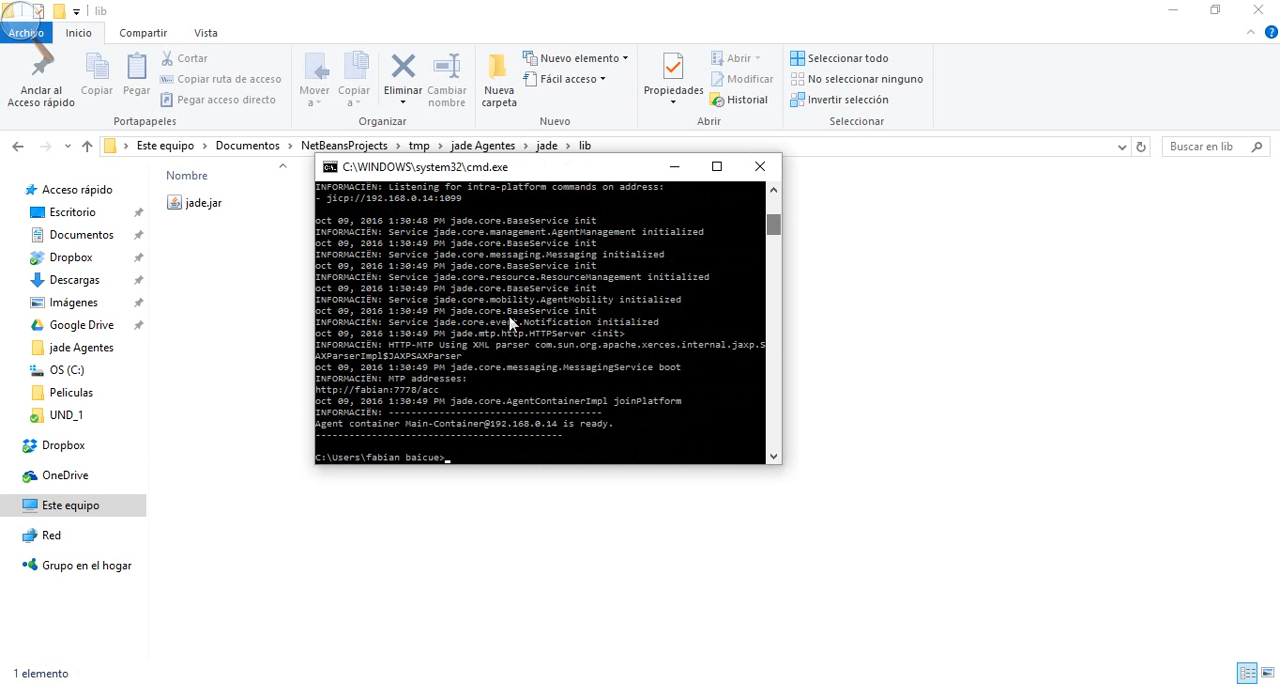 lib
Archivo Inicio Compartir Vista
Anclar al
Acceso rápido
Copiar
Pegar
Cortar
Copiar ruta de acceso
Pegar acceso directo
Portapapeles
Mover
a
Copiar
a
Eliminar
Cambiar
nombre
Organizar
Nueva
carpeta
Nuevo elemento
Fácil acceso
Nuevo
Propiedades
Abrir
Modificar
Historial
Abrir
Seleccionar todo
No seleccionar ninguno
Invertir selección
Seleccionar
Este equipo > Documentos > NetBeansProjects > tmp > jade Agentes > jade > lib
Buscar en lib
Acceso rápido
Escritorio
Documentos
Dropbox
Descargas
Imágenes
Google Drive
jade Agentes
OS (C:)
Peliculas
UND_1
Dropbox
OneDrive
Este equipo
Red
Grupo en el hogar
Nombre
jade.jar
C:\WINDOWS\system32\cmd.exe
INFORMACIËN: Listening for intra-platform commands on address:
- jicp://192.168.0.14:1099
oct 09, 2016 1:30:48 PM jade.core.BaseService init
INFORMACIËN: Service jade.core.management.AgentManagement initialized
oct 09, 2016 1:30:49 PM jade.core.BaseService init
INFORMACIËN: Service jade.core.messaging.Messaging initialized
oct 09, 2016 1:30:49 PM jade.core.BaseService init
INFORMACIËN: Service jade.core.resource.ResourceManagement initialized
oct 09, 2016 1:30:49 PM jade.core.BaseService init
INFORMACIËN: Service jade.core.mobility.AgentMobility initialized
oct 09, 2016 1:30:49 PM jade.core.BaseService init
INFORMACIËN: Service jade.core.event.Notification initialized
oct 09, 2016 1:30:49 PM jade.mtp.http.HTTPServer <init>
INFORMACIËN: HTTP-MTP Using XML parser com.sun.org.apache.xerces.internal.jaxp.S
AXParserImpl$JAXPSAXParser
oct 09, 2016 1:30:49 PM jade.core.messaging.MessagingService boot
INFORMACIËN: MTP addresses:
http://fabian:7778/acc
oct 09, 2016 1:30:49 PM jade.core.AgentContainerImpl joinPlatform
INFORMACIËN: ---------------------------------------
Agent container Main-Container@192.168.0.14 is ready.
---------------------------------------------
C:\Users\fabian baicue>_
1 elemento